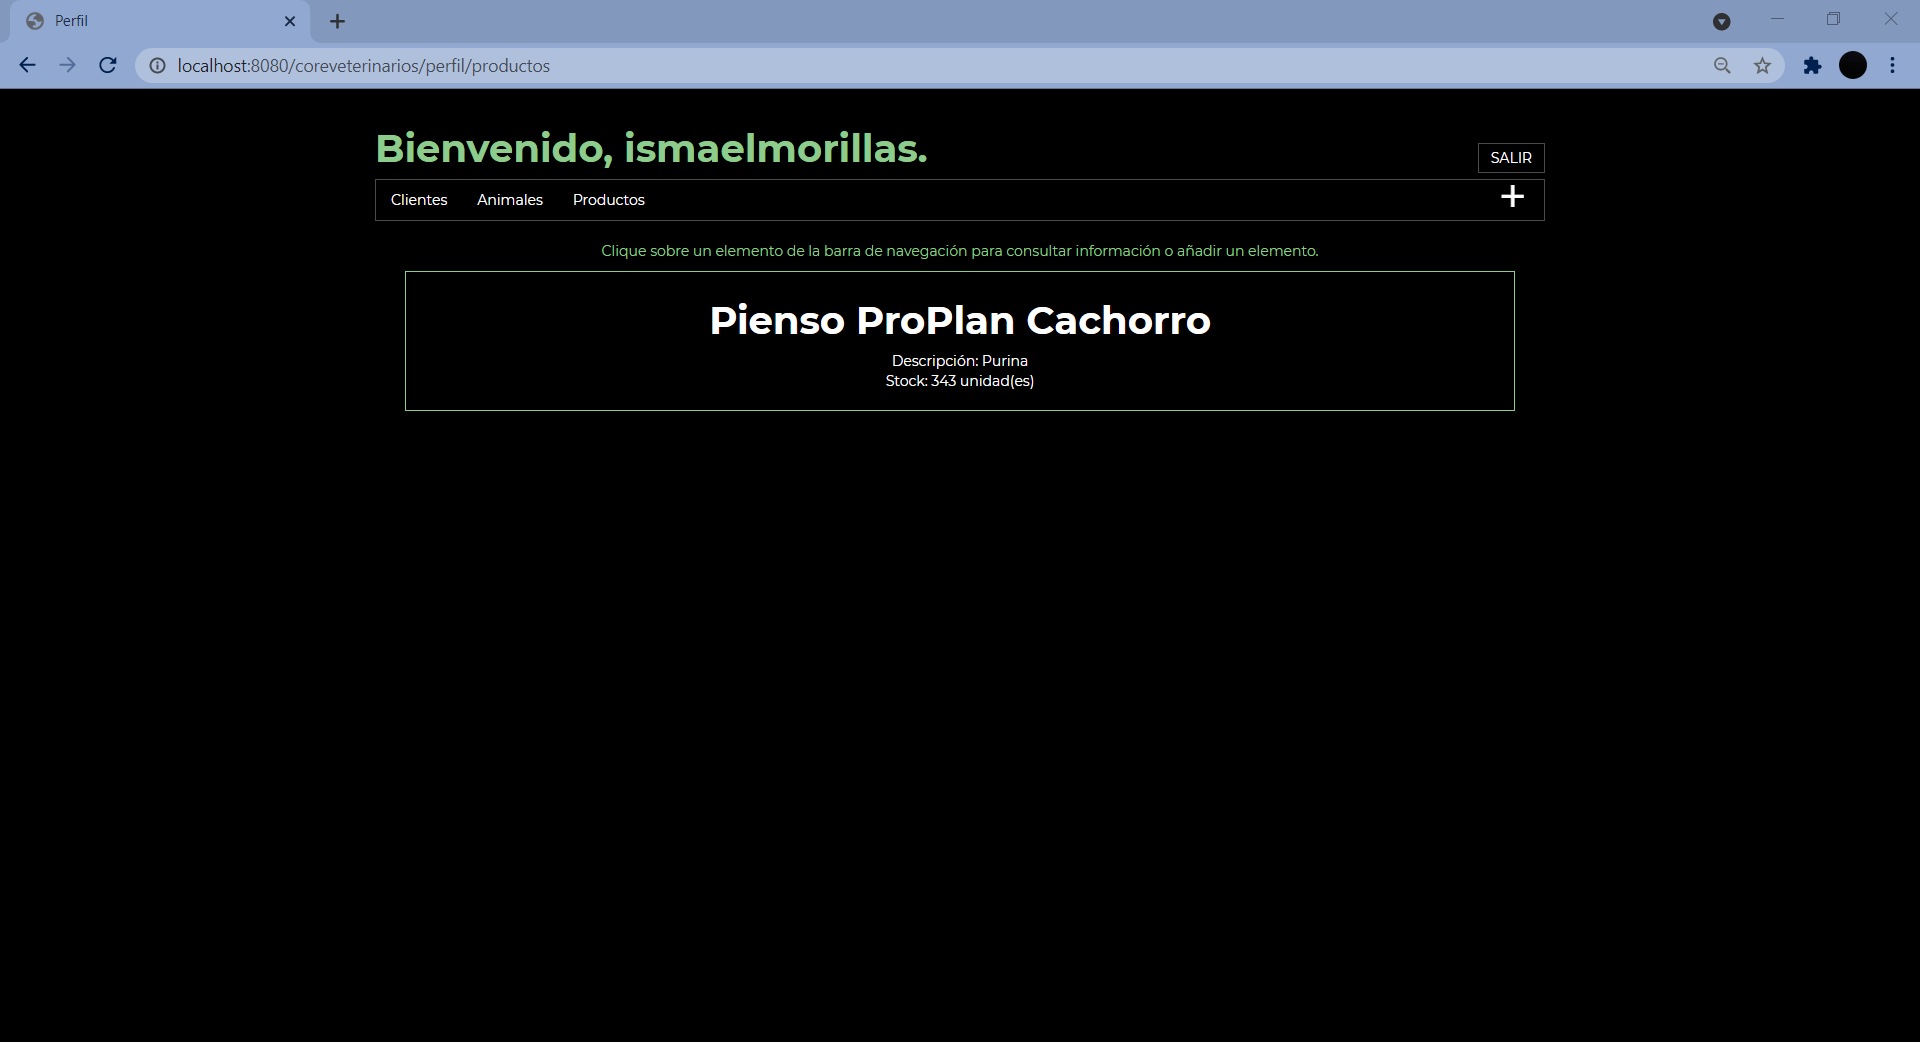 Perfil
localhost:8080/coreveterinarios/perfil/productos
Bienvenido, ismaelmorillas.
SALIR
Clientes Animales Productos +
Clique sobre un elemento de la barra de navegación para consultar información o añadir un elemento.
Pienso ProPlan Cachorro
Descripción: Purina
Stock: 343 unidad(es)